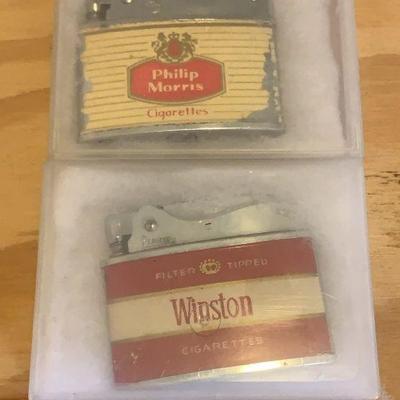 Philip
Morris
Cigarettes
FILTER TIPPED
Winston
CIGARETTES